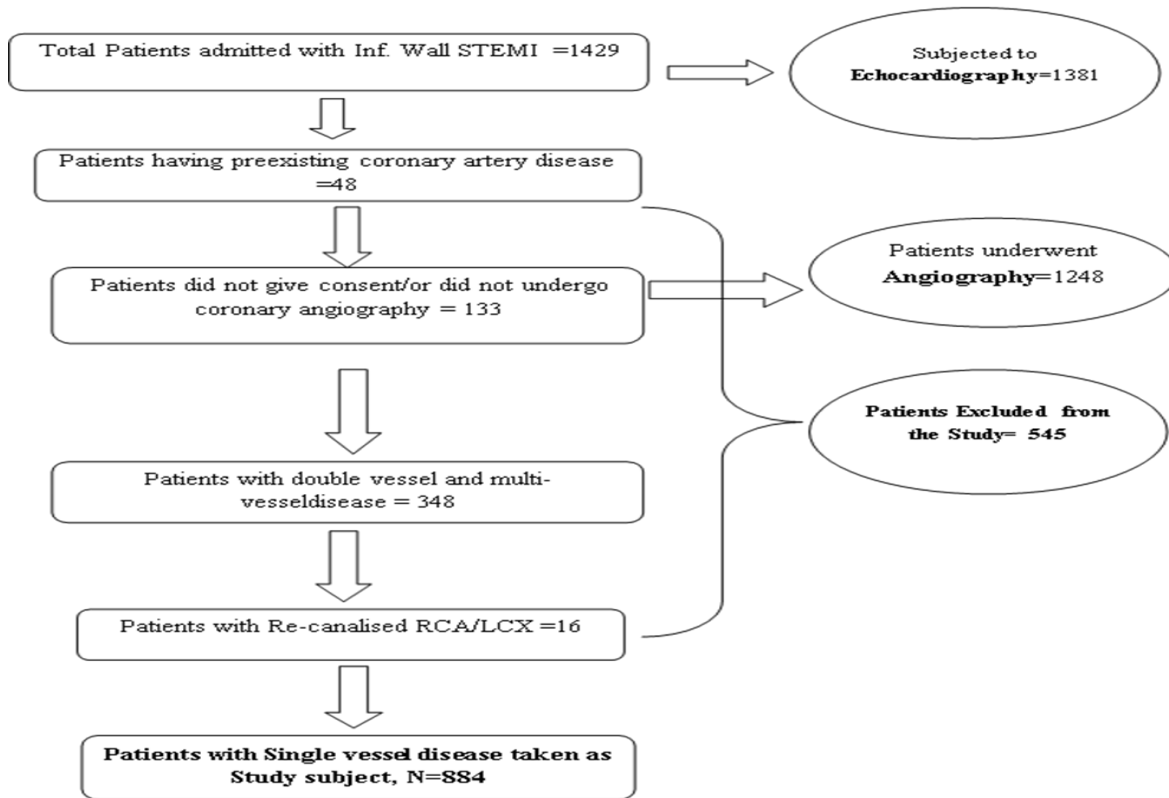 Total Patients admitted with Inf. Wall STEMI =1429
Subjected to
Echocardiography=1381
Patients having preexisting coronary artery disease
=48
Patients underwent
Angiography=1248
Patients did not give consent/or did not undergo
coronary angiography = 133
Patients Excluded from
the Study= 545
Patients with double vessel and multi-
vesseldisease = 348
Patients with Re-canalised RCA/LCX =16
Patients with Single vessel disease taken as
Study subject, N=884